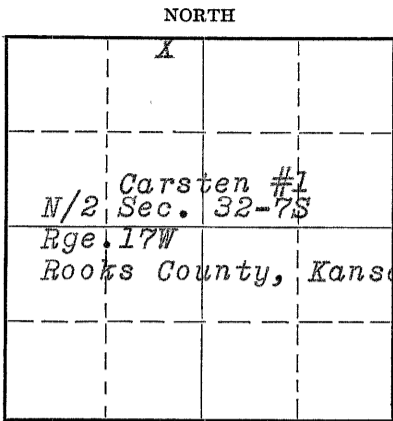 NORTH
X
Carsten #1
N/2 Sec. 32-7S
Rge.17W
Rooks County, Kans